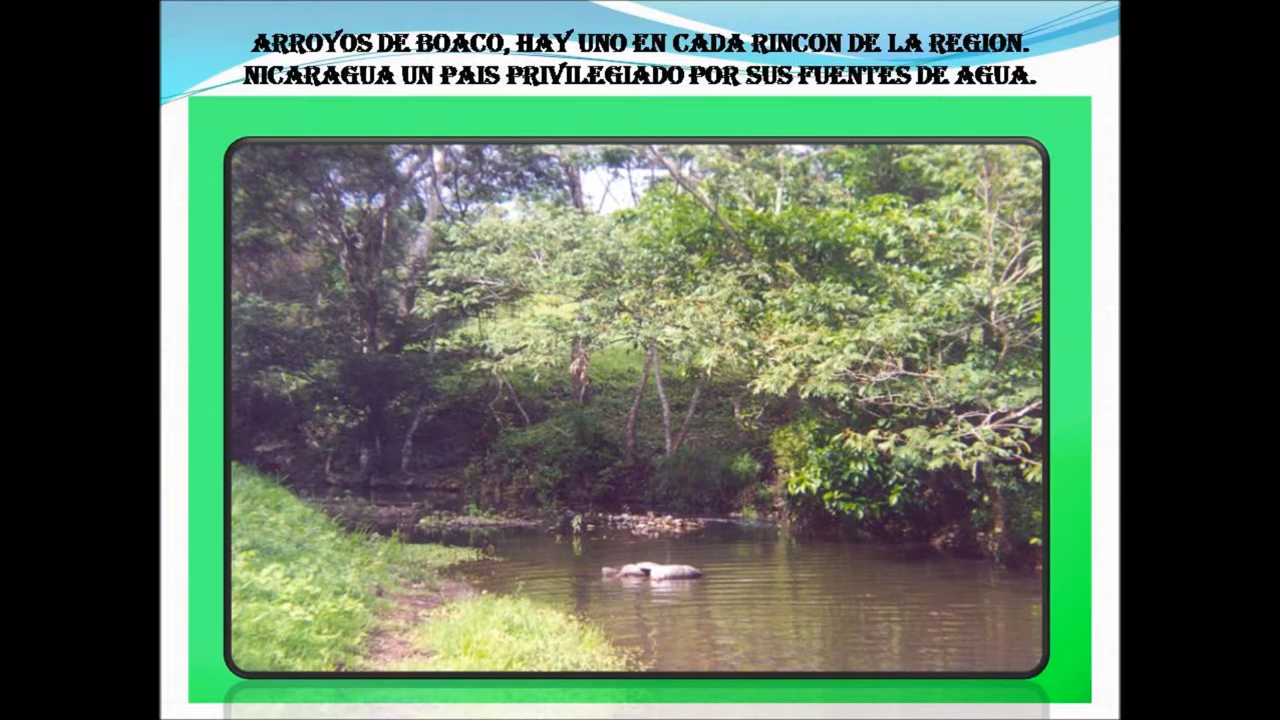 ARROYOS DE BOACO, HAY UNO EN CADA RINCON DE LA REGION.
NICARAGUA UN PAIS PRIVILEGIADO POR SUS FUENTES DE AGUA.